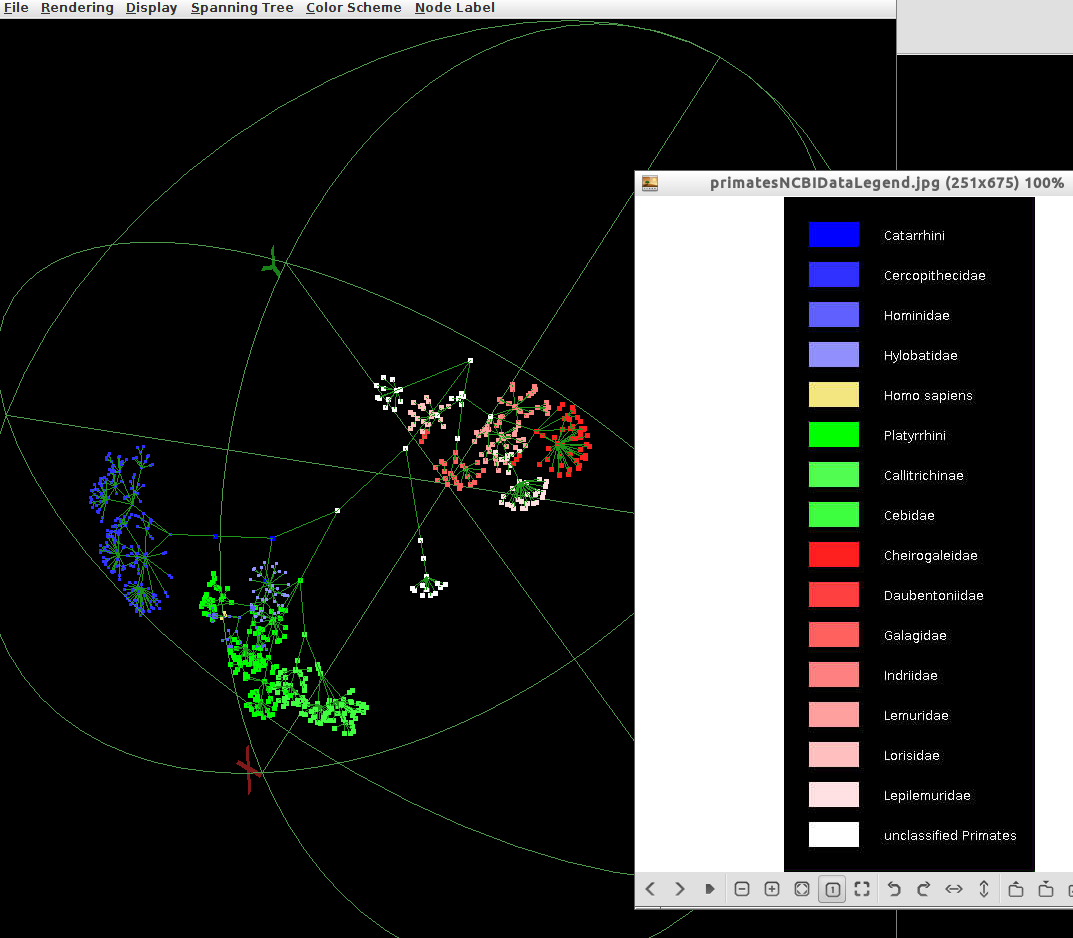 File Rendering Display Spanning Tree Color Scheme Node Label
primatesNCBIDataLegend.jpg (251x675) 100%
Catarrhini
Cercopithecidae
Hominidae
Hylobatidae
Homo sapiens
Platyrrhini
Callitrichinae
Cebidae
Cheirogaleidae
Daubentoniidae
Galagidae
Indriidae
Lemuridae
Lorisidae
Lepilemuridae
unclassified Primates
1